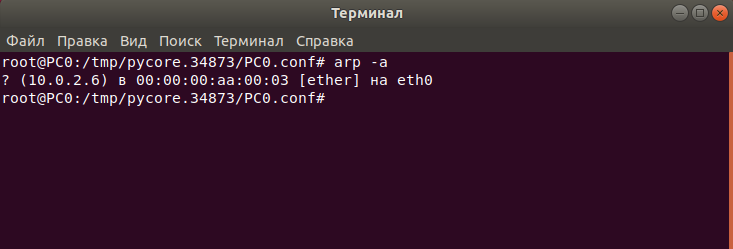 Терминал
Файл Правка Вид Поиск Терминал Справка
root@PC0:/tmp/pycore.34873/PC0.conf# arp -a
? (10.0.2.6) в 00:00:00:aa:00:03 [ether] на eth0
root@PC0:/tmp/pycore.34873/PC0.conf#